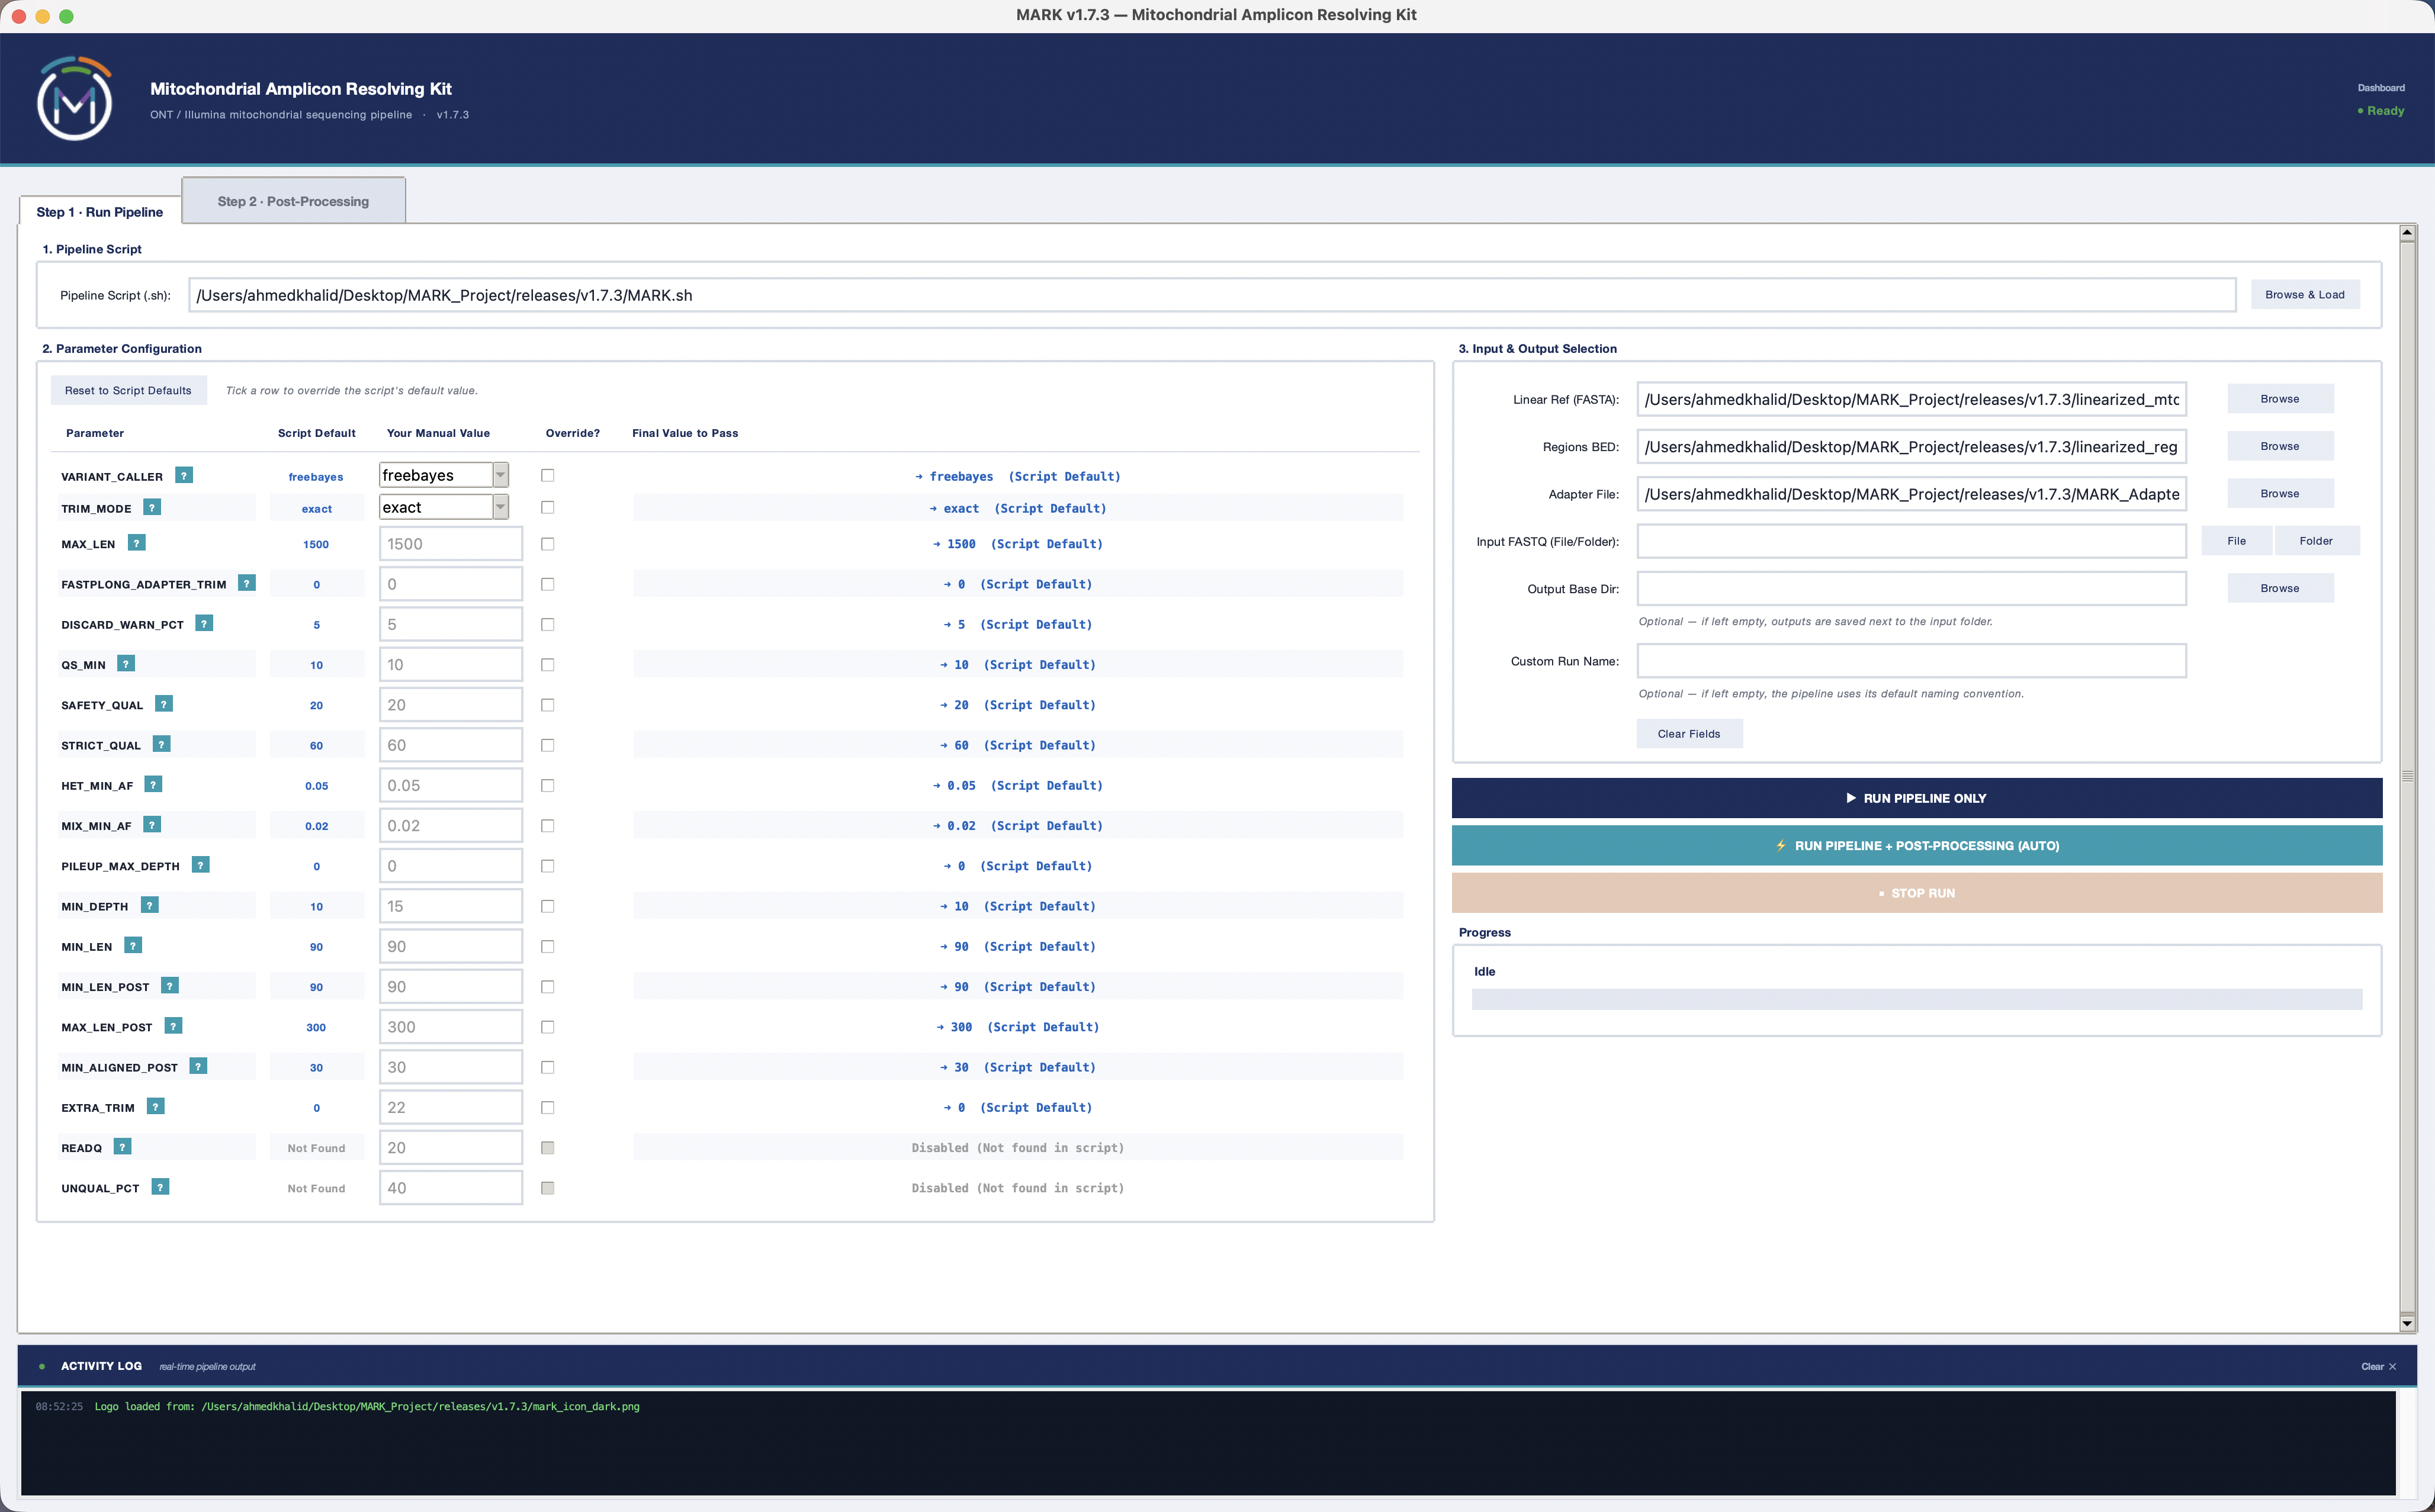 MARK v1.7.3 — Mitochondrial Amplicon Resolving Kit
Mitochondrial Amplicon Resolving Kit
ONT / Illumina mitochondrial sequencing pipeline · v1.7.3
Dashboard
● Ready
Step 1 · Run Pipeline
Step 2 · Post-Processing
1. Pipeline Script
Pipeline Script (.sh): /Users/ahmedkhalid/Desktop/MARK_Project/releases/v1.7.3/MARK.sh Browse & Load
2. Parameter Configuration
Reset to Script Defaults Tick a row to override the script's default value.
Parameter Script Default Your Manual Value Override? Final Value to Pass
VARIANT_CALLER ? freebayes freebayes → freebayes (Script Default)
TRIM_MODE ? exact exact → exact (Script Default)
MAX_LEN ? 1500 1500 → 1500 (Script Default)
FASTPLONG_ADAPTER_TRIM ? 0 0 → 0 (Script Default)
DISCARD_WARN_PCT ? 5 5 → 5 (Script Default)
QS_MIN ? 10 10 → 10 (Script Default)
SAFETY_QUAL ? 20 20 → 20 (Script Default)
STRICT_QUAL ? 60 60 → 60 (Script Default)
HET_MIN_AF ? 0.05 0.05 → 0.05 (Script Default)
MIX_MIN_AF ? 0.02 0.02 → 0.02 (Script Default)
PILEUP_MAX_DEPTH ? 0 0 → 0 (Script Default)
MIN_DEPTH ? 10 15 → 10 (Script Default)
MIN_LEN ? 90 90 → 90 (Script Default)
MIN_LEN_POST ? 90 90 → 90 (Script Default)
MAX_LEN_POST ? 300 300 → 300 (Script Default)
MIN_ALIGNED_POST ? 30 30 → 30 (Script Default)
EXTRA_TRIM ? 0 22 → 0 (Script Default)
READQ ? Not Found 20 Disabled (Not found in script)
UNQUAL_PCT ? Not Found 40 Disabled (Not found in script)
3. Input & Output Selection
Linear Ref (FASTA): /Users/ahmedkhalid/Desktop/MARK_Project/releases/v1.7.3/linearized_mtc Browse
Regions BED: /Users/ahmedkhalid/Desktop/MARK_Project/releases/v1.7.3/linearized_reg Browse
Adapter File: /Users/ahmedkhalid/Desktop/MARK_Project/releases/v1.7.3/MARK_Adapte Browse
Input FASTQ (File/Folder): File Folder
Output Base Dir: Browse
Optional — if left empty, outputs are saved next to the input folder.
Custom Run Name:
Optional — if left empty, the pipeline uses its default naming convention.
Clear Fields
▶ RUN PIPELINE ONLY
⚡ RUN PIPELINE + POST-PROCESSING (AUTO)
▪ STOP RUN
Progress
Idle
● ACTIVITY LOG real-time pipeline output Clear ✕
08:52:25 Logo loaded from: /Users/ahmedkhalid/Desktop/MARK_Project/releases/v1.7.3/mark_icon_dark.png